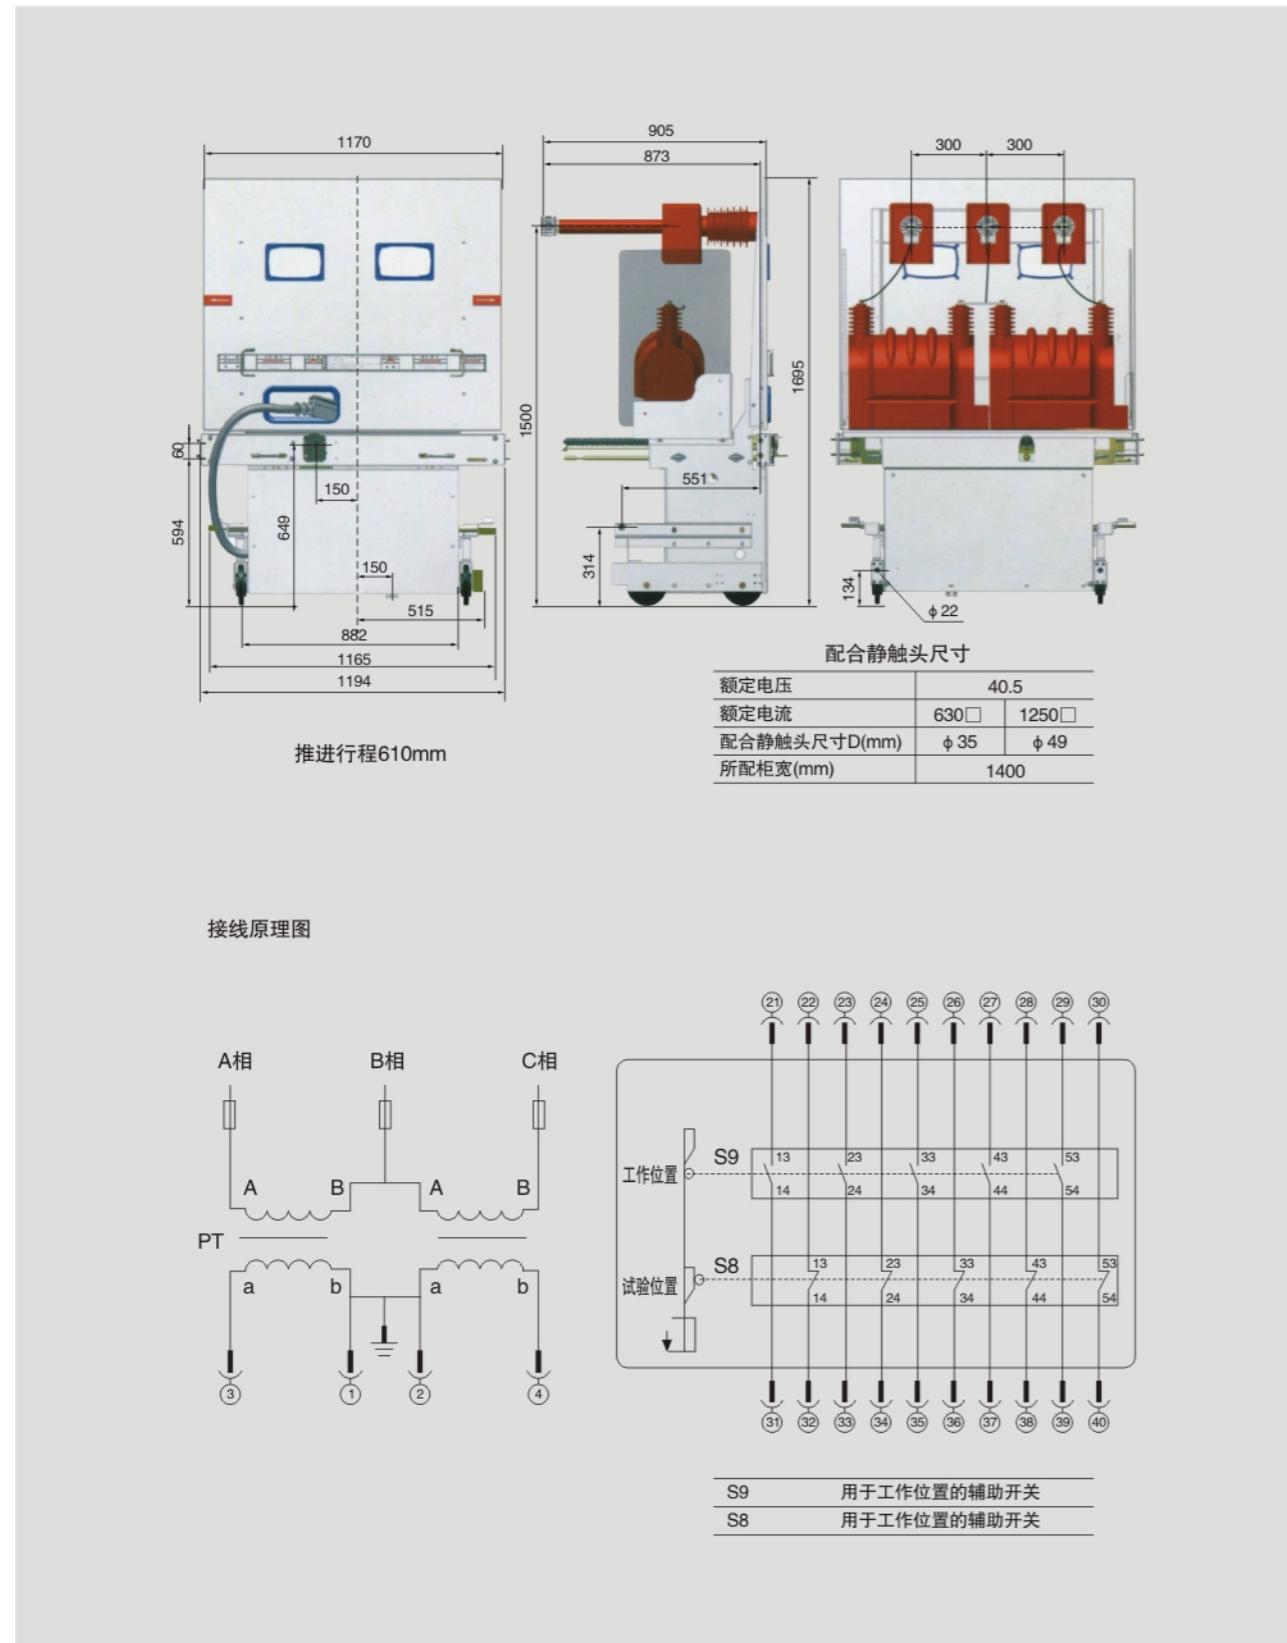 1170
905
873
300 300
1695
1500
60
150
551
594
649
314
150
134
515
ϕ22
882
1165
1194
配合静触头尺寸
额定电压 40.5
额定电流 630□ 1250□
配合静触头尺寸D(mm) ϕ35 ϕ49
所配柜宽(mm) 1400
推进行程610mm
接线原理图
21 22 23 24 25 26 27 28 29 30
A相 B相 C相
工作位置 S9 13 23 33 43 53
14 24 34 44 54
A B A B
PT
a b a b
试验位置 S8 13 23 33 43 53
14 24 34 44 54
3 1 2 4
31 32 33 34 35 36 37 38 39 40
S9 用于工作位置的辅助开关
S8 用于工作位置的辅助开关